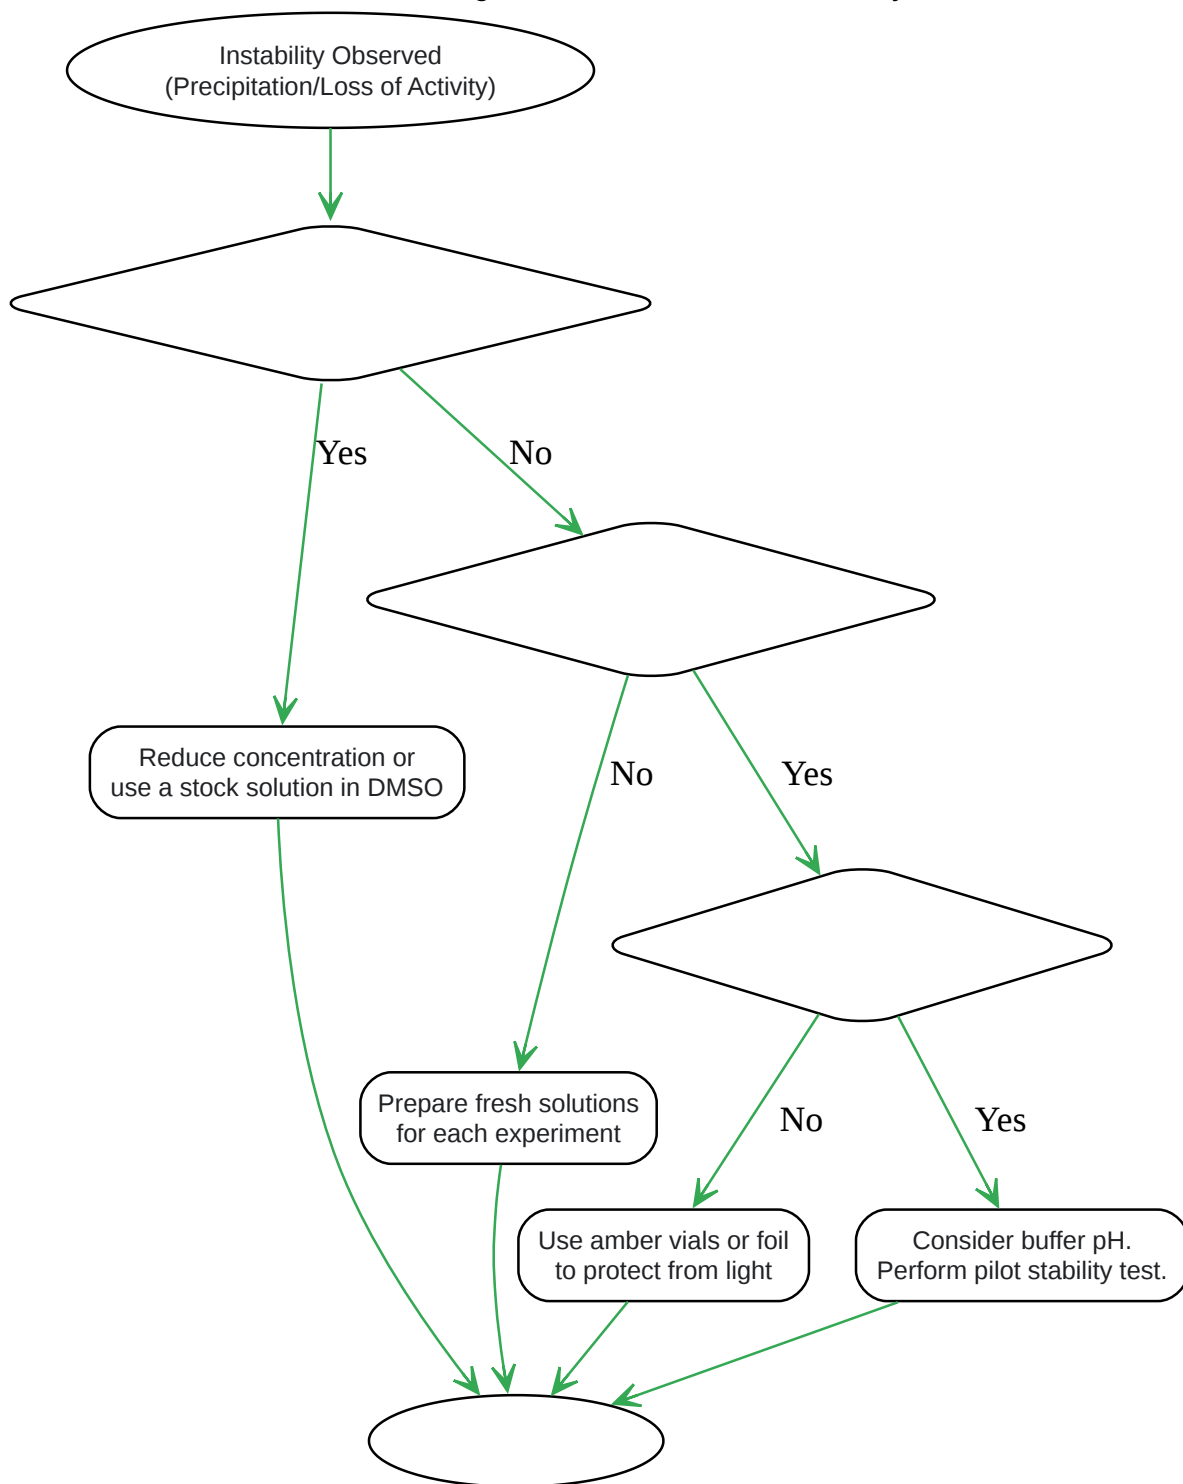 Instability Observed
(Precipitation/Loss of Activity)
Yes
No
Reduce concentration or
use a stock solution in DMSO
No
Yes
Prepare fresh solutions
for each experiment
No
Yes
Use amber vials or foil
to protect from light
Consider buffer pH.
Perform pilot stability test.